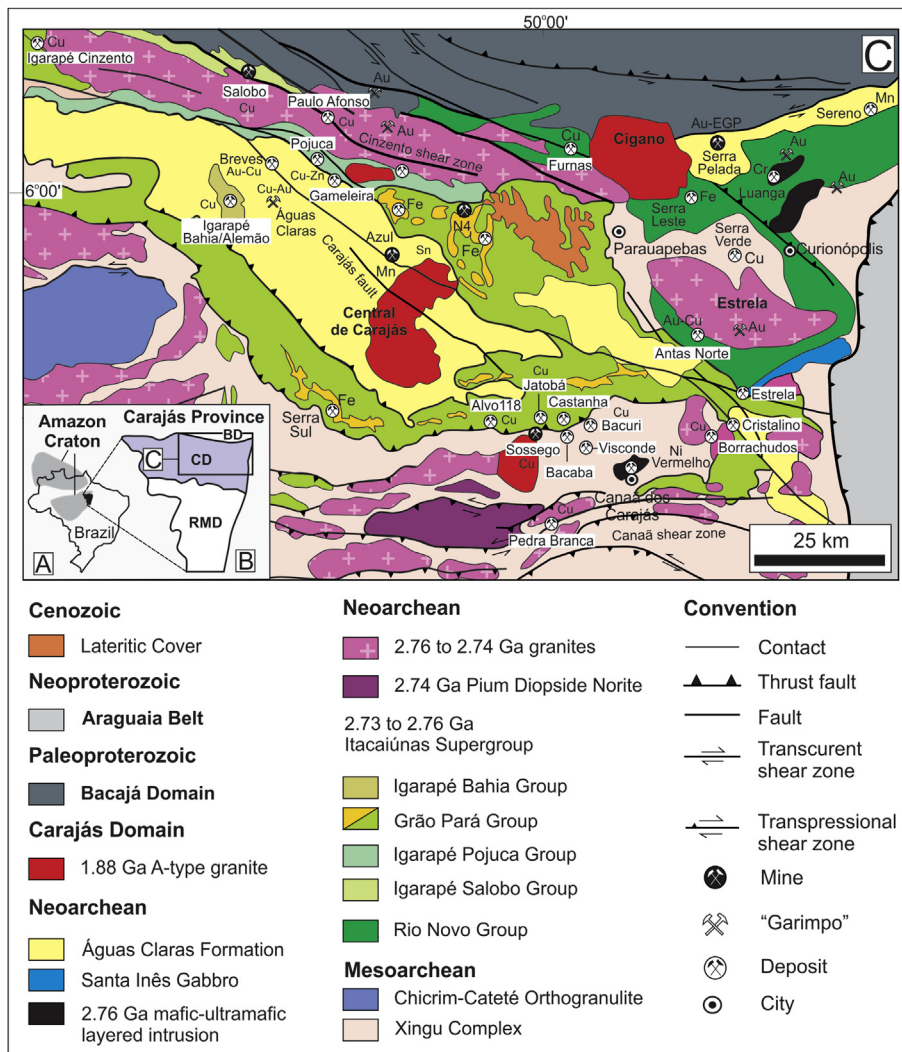 50°00'
C
Cu
Igarapé Cinzento
Salobo
Cu
Paulo Afonso
Cu
Au
Au
Cinzento shear zone
Cu
Furnas
Cigano
Au-EGP
Serra
Pelada
Mn
Sereno
Au
Cr
Luanga
Au
6°00'
Breves
Au-Cu
Pojuca
Cu-Zn
Gameleira
Cu
Igarapé
Bahia/Alemão
Cu-Au
Águas
Claras
Fe
N4
Fe
Azul
Mn
Sn
Carajás fault
Central
de Carajás
Fe
Serra
Leste
Parauapebas
Serra
Verde
Cu
Curionópolis
Estrela
Au-Cu
Au
Antas Norte
Estrela
Fe
Serra
Sul
Alvo118
Cu
Cu
Jatobá
Castanha
Cu
Bacuri
Sossego
Cu
Visconde
Bacaba
Ni
Vermelho
Cu
Cristalino
Borrachudos
Canaã dos
Carajás
Cu
Pedra Branca
Canaã shear zone
25 km
Amazon
Craton
Brazil
A
Carajás Province
BD
C
CD
RMD
B
Cenozoic
Lateritic Cover
Neoproterozoic
Araguaia Belt
Paleoproterozoic
Bacajá Domain
Carajás Domain
1.88 Ga A-type granite
Neoarchean
Águas Claras Formation
Santa Inês Gabbro
2.76 Ga mafic-ultramafic
layered intrusion
Neoarchean
2.76 to 2.74 Ga granites
2.74 Ga Pium Diopside Norite
2.73 to 2.76 Ga
Itacaiúnas Supergroup
Igarapé Bahia Group
Grão Pará Group
Igarapé Pojuca Group
Igarapé Salobo Group
Rio Novo Group
Mesoarchean
Chicrim-Cateté Orthogranulite
Xingu Complex
Convention
Contact
Thrust fault
Fault
Transcurent
shear zone
Transpressional
shear zone
Mine
"Garimpo"
Deposit
City